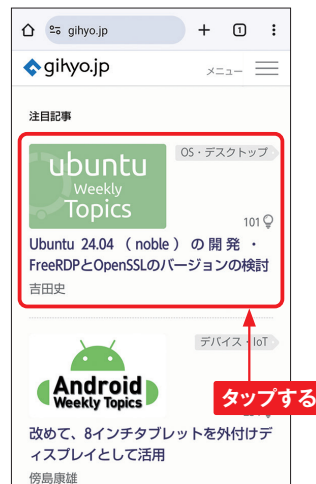 gihyo.jp
1
gihyo.jp
メニュー
注目記事
ubuntu
Weekly
Topics
OS・デスクトップ
101
Ubuntu 24.04（noble）の開発・
FreeRDPとOpenSSLのバージョンの検討
吉田史
デバイス・IoT
Android
Weekly Topics
タップする
改めて、8インチタブレットを外付けデ
ィスプレイとして活用
傍島康雄